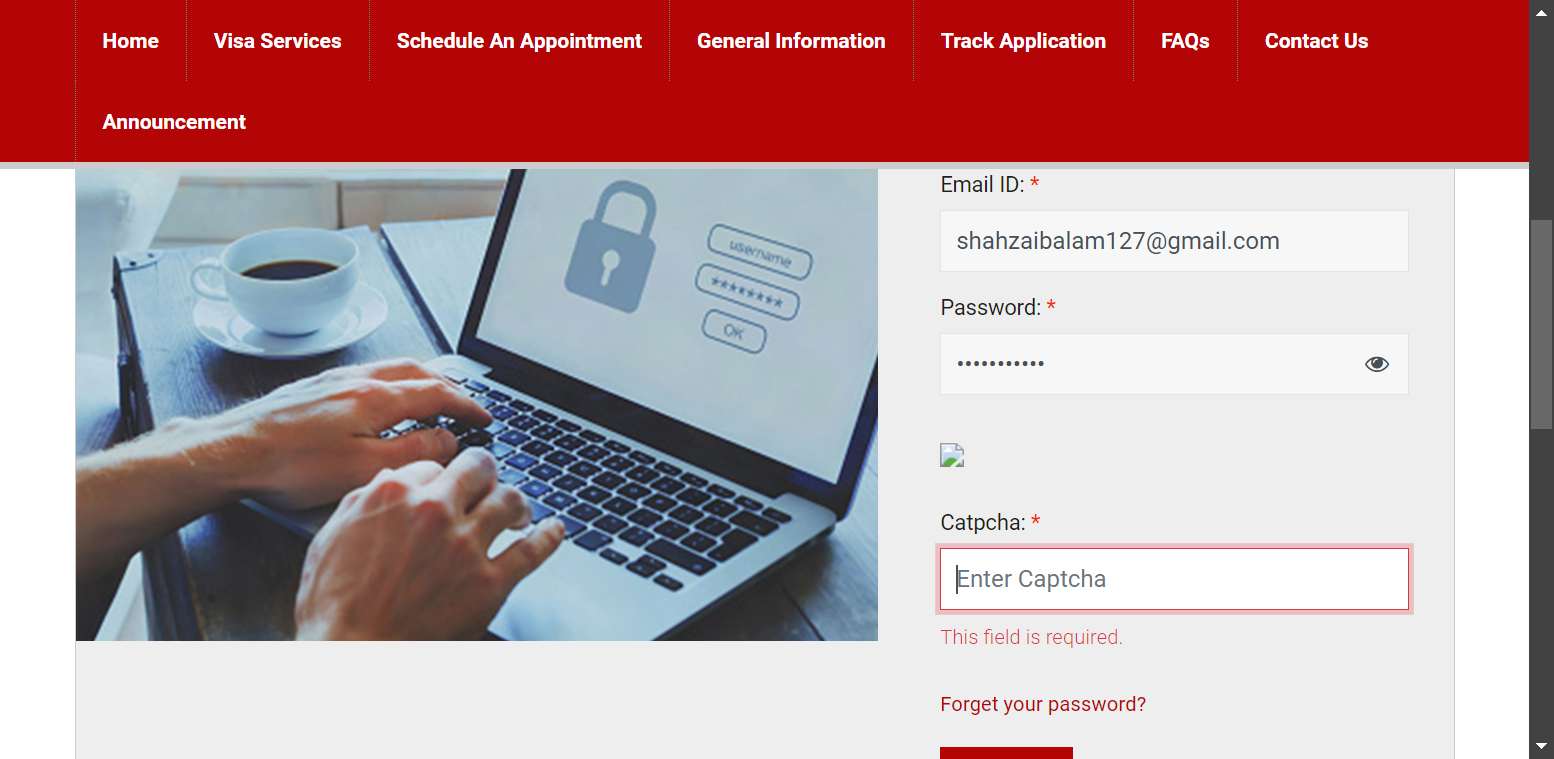 Home
Visa Services
Schedule An Appointment
General Information
Track Application
FAQs
Contact Us
Announcement
username
********
OK
Email ID: *
shahzaibalam127@gmail.com
Password: *
•••••••••••
Catpcha: *
Enter Captcha
This field is required.
Forget your password?